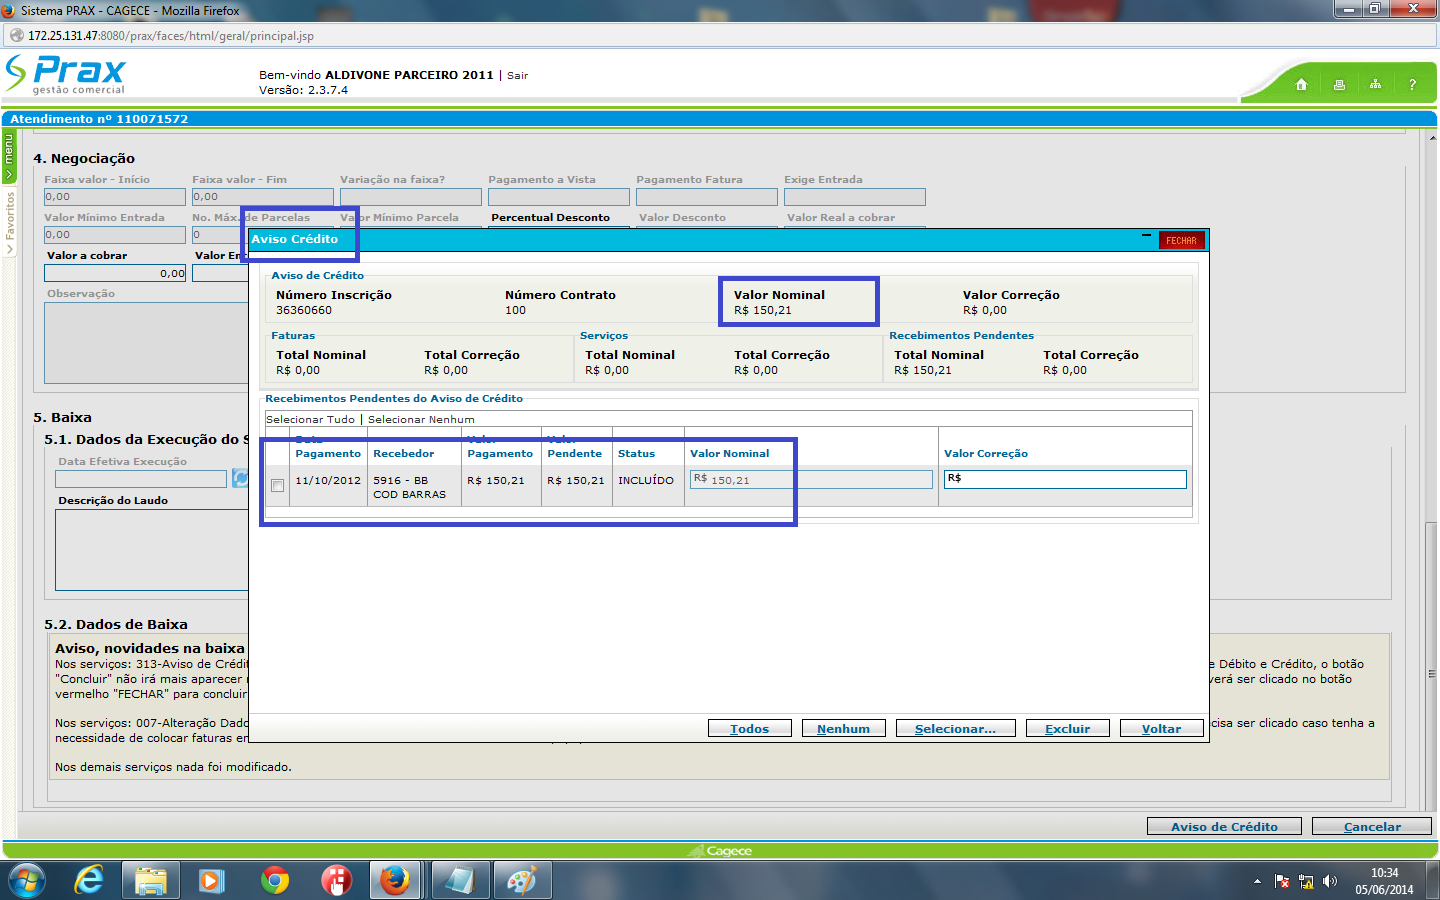 Sistema PRAX - CAGECE - Mozilla Firefox
172.25.131.47:8080/prax/faces/html/geral/principal.jsp
Prax
gestão comercial
Bem-vindo ALDIVONE PARCEIRO 2011 | Sair
Versão: 2.3.7.4
?
Atendimento nº 110071572
menu
Favoritos
4. Negociação
Faixa valor - Início Faixa valor - Fim Variação na faixa? Pagamento a Vista Pagamento Fatura Exige Entrada
0,00 0,00
Valor Mínimo Entrada No. Máx. de Parcelas Valor Mínimo Parcela Percentual Desconto Valor Desconto Valor Real a cobrar
0,00 0
Valor a cobrar Valor En
0,00
Observação
Aviso Crédito
FECHAR
Aviso de Crédito
Número Inscrição Número Contrato Valor Nominal Valor Correção
36360660 100 R$ 150,21 R$ 0,00
Faturas Serviços Recebimentos Pendentes
Total Nominal Total Correção Total Nominal Total Correção Total Nominal Total Correção
R$ 0,00 R$ 0,00 R$ 0,00 R$ 0,00 R$ 150,21 R$ 0,00
Recebimentos Pendentes do Aviso de Crédito
Selecionar Tudo | Selecionar Nenhum
Pagamento Recebedor Pagamento Pendente Status Valor Nominal Valor Correção
11/10/2012 5916 - BB COD BARRAS R$ 150,21 R$ 150,21 INCLUÍDO R$ 150,21 R$
Todos Nenhum Selecionar... Excluir Voltar
5. Baixa
5.1. Dados da Execução do S
Data Efetiva Execução
Descrição do Laudo
5.2. Dados de Baixa
Aviso, novidades na baixa
Nos serviços: 313-Aviso de Crédit e Débito e Crédito, o botão
"Concluir" não irá mais aparecer verá ser clicado no botão
vermelho "FECHAR" para concluir
Nos serviços: 007-Alteração Dado cisa ser clicado caso tenha a
necessidade de colocar faturas en
Nos demais serviços nada foi modificado.
Aviso de Crédito Cancelar
Cagece
10:34
05/06/2014